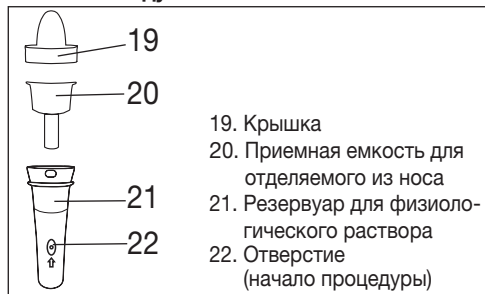 19
20
21
22
19. Крышка
20. Приемная емкость для
отделяемого из носа
21. Резервуар для физиоло-
гического раствора
22. Отверстие
(начало процедуры)